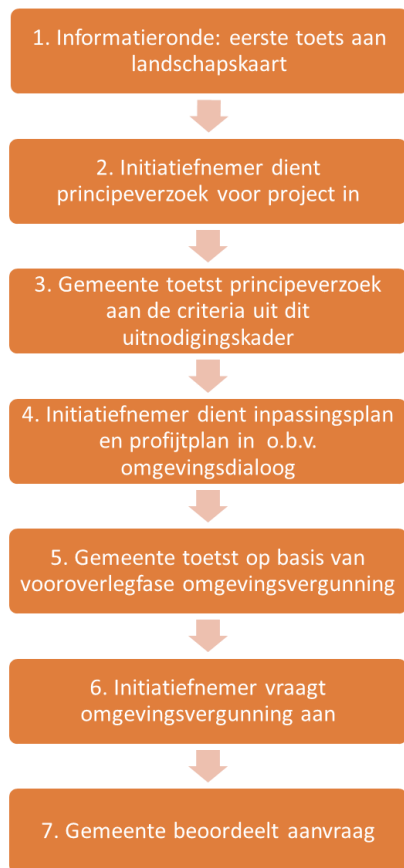 1. Informatieronde: eerste toets aan
landschapskaart
2. Initiatiefnemer dient
principeverzoek voor project in
3. Gemeente toetst principeverzoek
aan de criteria uit dit
uitnodigingskader
4. Initiatiefnemer dient inpassingsplan
en profijtplan in o.b.v.
omgevingsdialoog
5. Gemeente toetst op basis van
vooroverlegfase omgevingsvergunning
6. Initiatiefnemer vraagt
omgevingsvergunning aan
7. Gemeente beoordeelt aanvraag